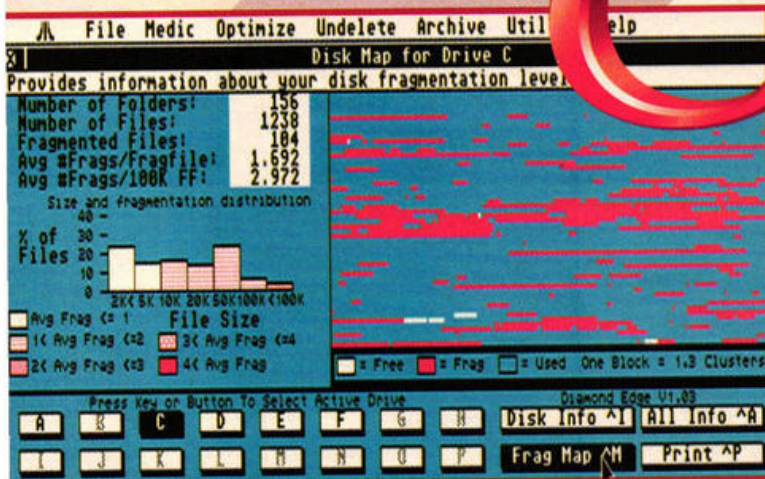 File Medic Optimize Undelete Archive Util elp
Disk Map for Drive C
Provides information about your disk fragmentation level
Number of Folders: 156
Number of Files: 1238
Fragmented Files: 104
Avg #Frags/Fragfile: 1.692
Avg #Frags/100K FF: 2.972
Size and fragmentation distribution
% of Files
40
30
20
10
0
2K< 5K 10K 20K 50K100K<100K
File Size
Avg Frag <= 1
1< Avg Frag <=2
3< Avg Frag <=4
2< Avg Frag <=3
4< Avg Frag
= Free = Frag = Used One Block = 1.3 Clusters
Press Key or Button To Select Active Drive
Diamond Edge V1.03
A B C D E F G H
Disk Info ^I All Info ^A
I J K L M N O P
Frag Map ^M Print ^P